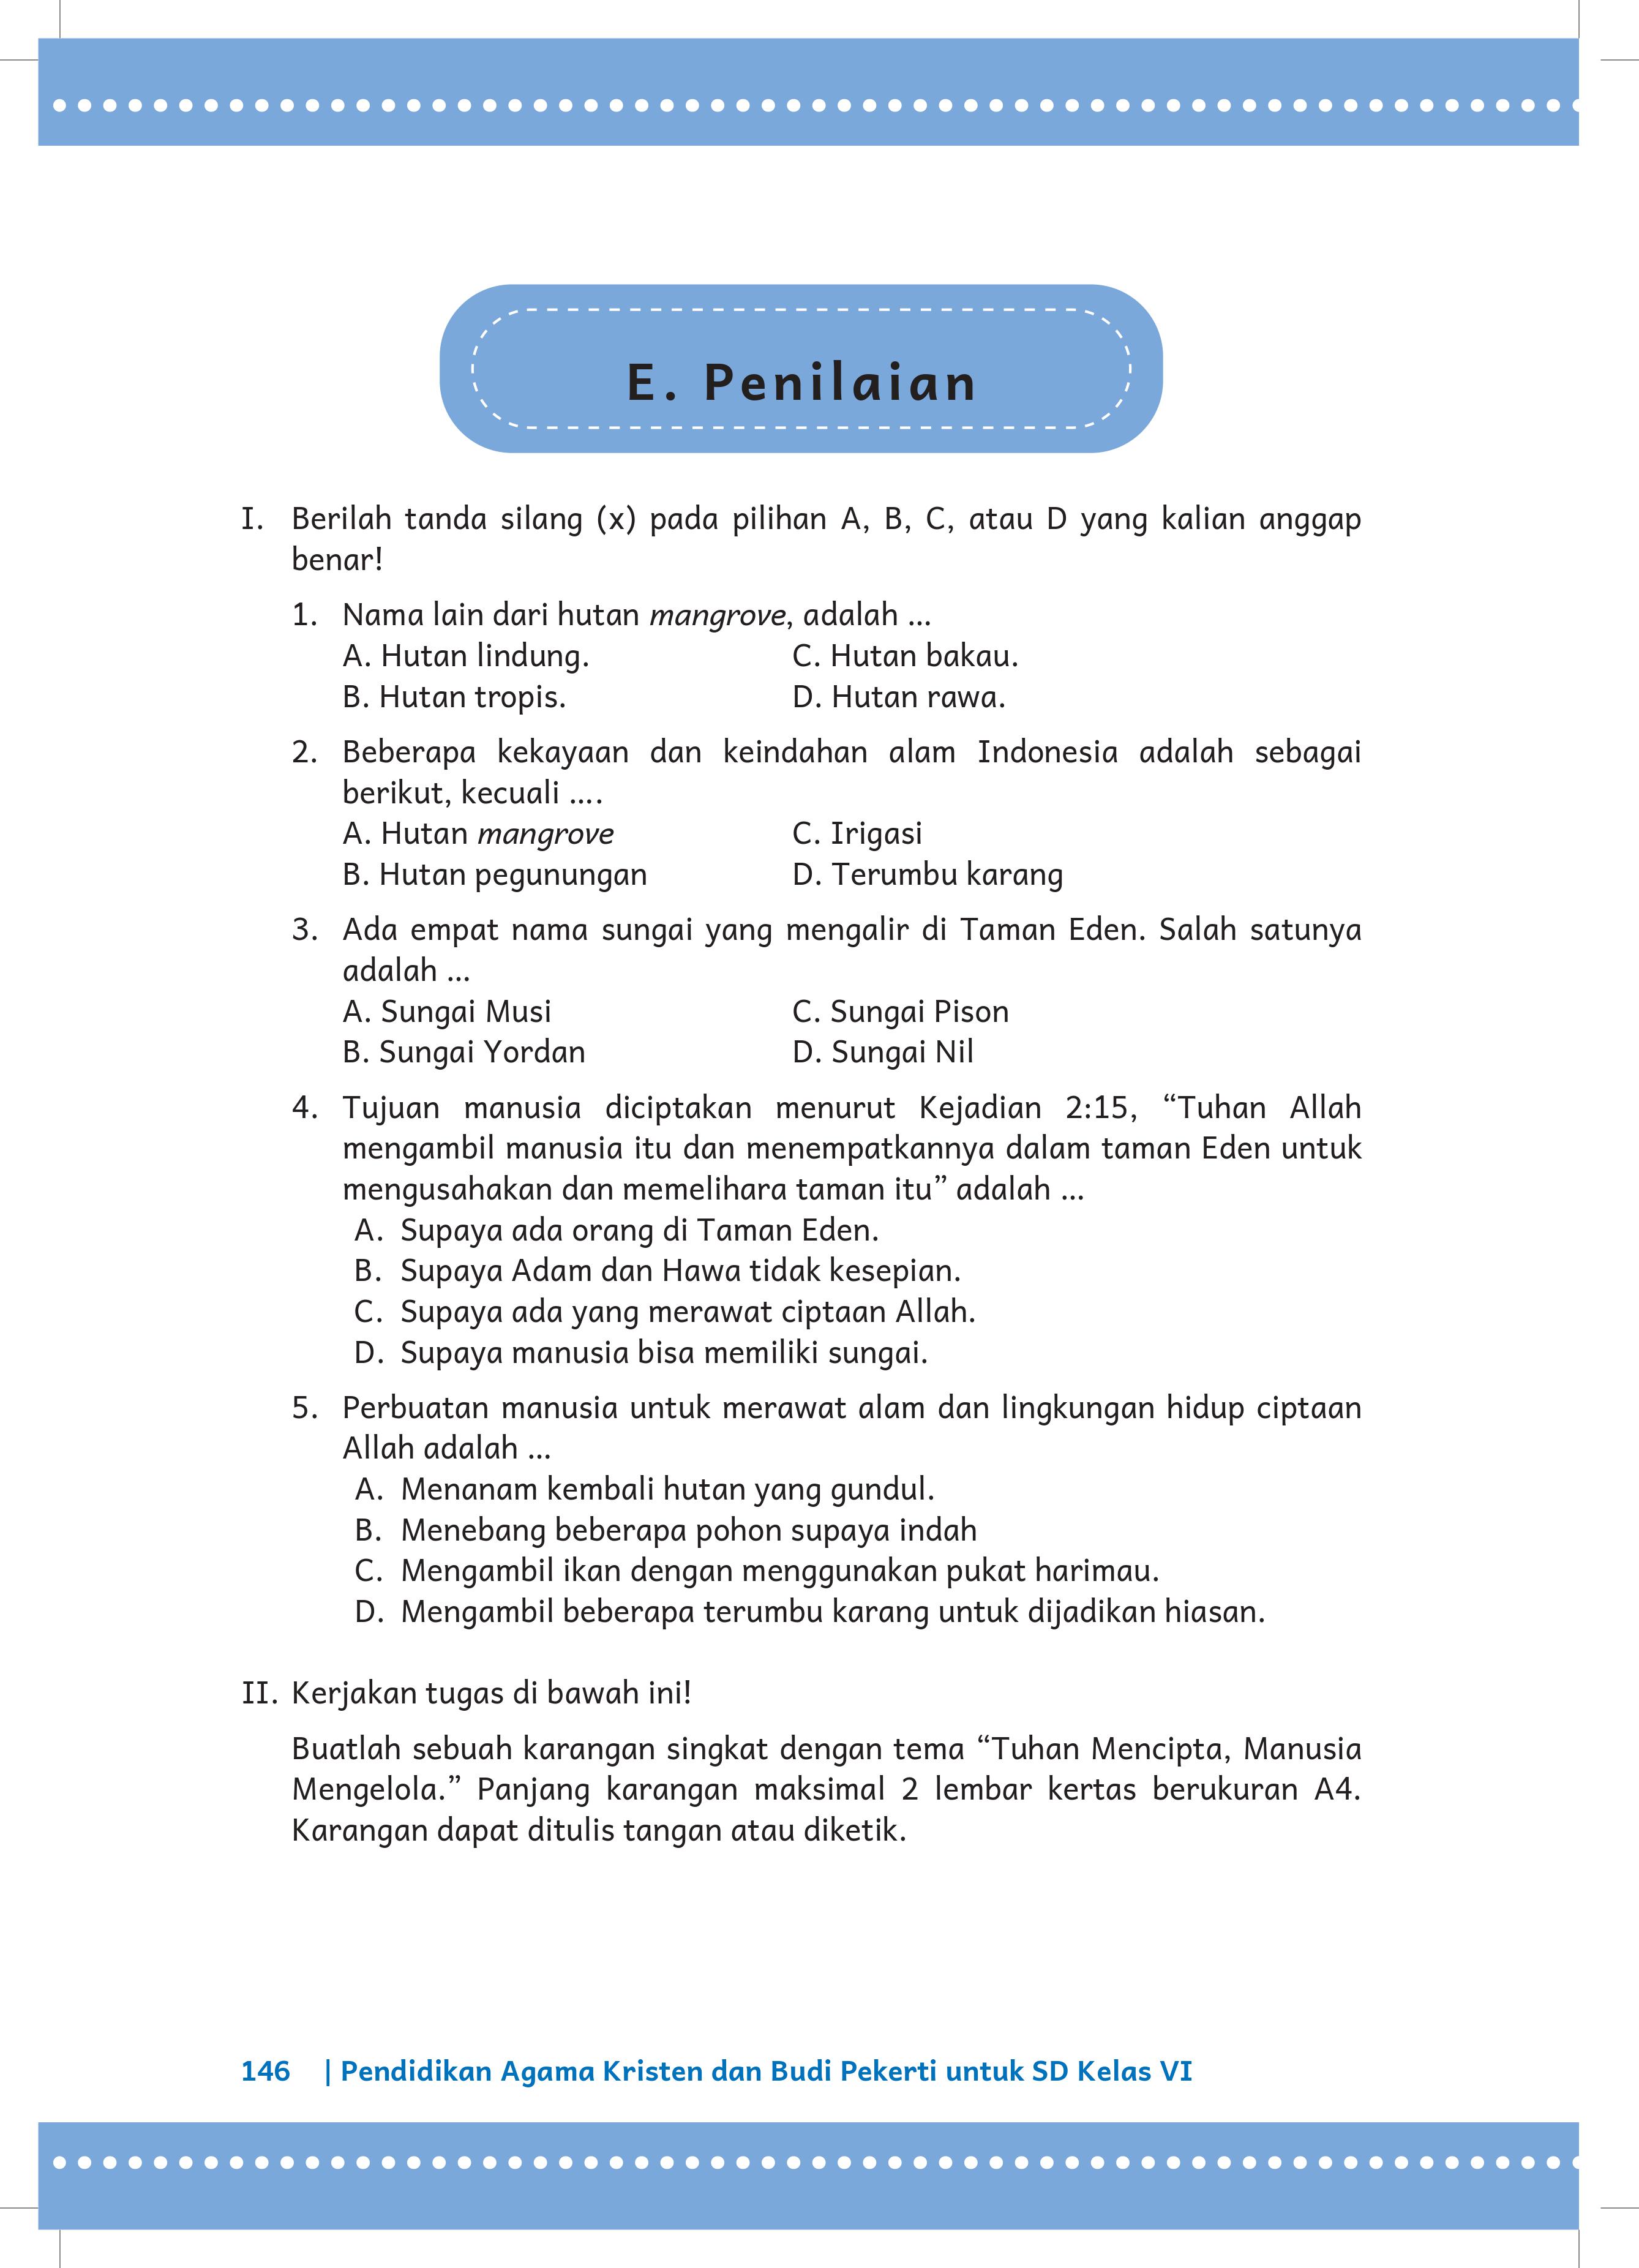 E. Penilaian
I. Berilah tanda silang (x) pada pilihan A, B, C, atau D yang kalian anggap
benar!
1. Nama lain dari hutan mangrove, adalah ...
A. Hutan lindung. C. Hutan bakau.
B. Hutan tropis. D. Hutan rawa.
2. Beberapa kekayaan dan keindahan alam Indonesia adalah sebagai
berikut, kecuali ....
A. Hutan mangrove C. Irigasi
B. Hutan pegunungan D. Terumbu karang
3. Ada empat nama sungai yang mengalir di Taman Eden. Salah satunya
adalah ...
A. Sungai Musi C. Sungai Pison
B. Sungai Yordan D. Sungai Nil
4. Tujuan manusia diciptakan menurut Kejadian 2:15, “Tuhan Allah
mengambil manusia itu dan menempatkannya dalam taman Eden untuk
mengusahakan dan memelihara taman itu” adalah ...
A. Supaya ada orang di Taman Eden.
B. Supaya Adam dan Hawa tidak kesepian.
C. Supaya ada yang merawat ciptaan Allah.
D. Supaya manusia bisa memiliki sungai.
5. Perbuatan manusia untuk merawat alam dan lingkungan hidup ciptaan
Allah adalah ...
A. Menanam kembali hutan yang gundul.
B. Menebang beberapa pohon supaya indah
C. Mengambil ikan dengan menggunakan pukat harimau.
D. Mengambil beberapa terumbu karang untuk dijadikan hiasan.
II. Kerjakan tugas di bawah ini!
Buatlah sebuah karangan singkat dengan tema “Tuhan Mencipta, Manusia
Mengelola.” Panjang karangan maksimal 2 lembar kertas berukuran A4.
Karangan dapat ditulis tangan atau diketik.
146 | Pendidikan Agama Kristen dan Budi Pekerti untuk SD Kelas VI